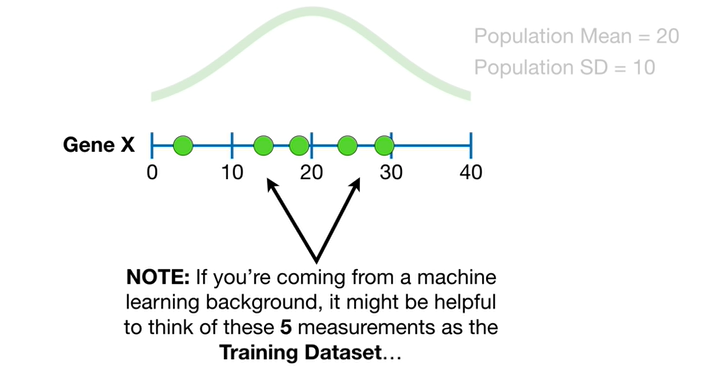 Population Mean = 20
Population SD = 10
Gene X
0 10 20 30 40
NOTE: If you’re coming from a machine
learning background, it might be helpful
to think of these 5 measurements as the
Training Dataset…